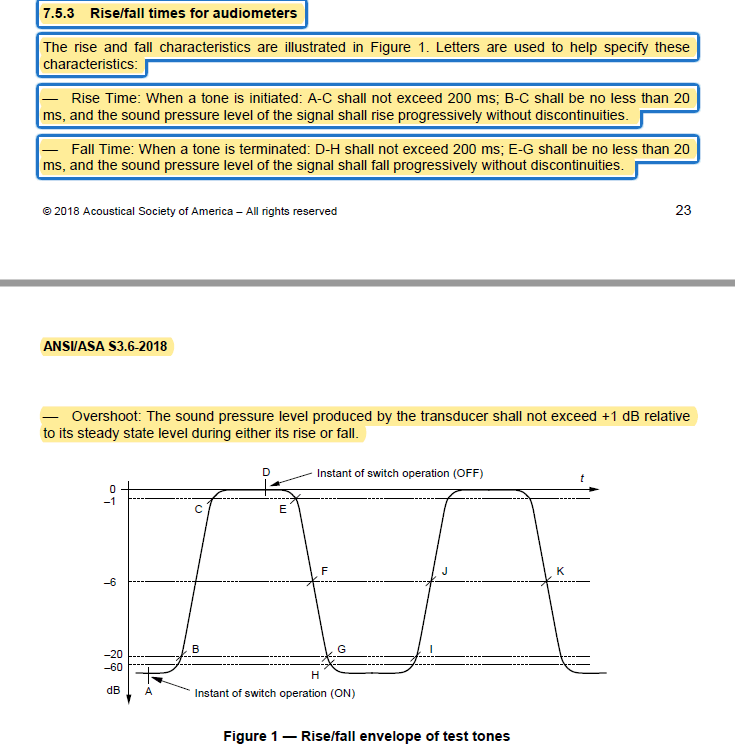 7.5.3 Rise/fall times for audiometers
The rise and fall characteristics are illustrated in Figure 1. Letters are used to help specify these
characteristics:
— Rise Time: When a tone is initiated: A-C shall not exceed 200 ms; B-C shall be no less than 20
ms, and the sound pressure level of the signal shall rise progressively without discontinuities.
— Fall Time: When a tone is terminated: D-H shall not exceed 200 ms; E-G shall be no less than 20
ms, and the sound pressure level of the signal shall fall progressively without discontinuities.
© 2018 Acoustical Society of America – All rights reserved 23
ANSI/ASA S3.6-2018
— Overshoot: The sound pressure level produced by the transducer shall not exceed +1 dB relative
to its steady state level during either its rise or fall.
D Instant of switch operation (OFF) t
0
–1
C E
F J K
–6
B G I
–20
–60
H
dB A Instant of switch operation (ON)
Figure 1 — Rise/fall envelope of test tones